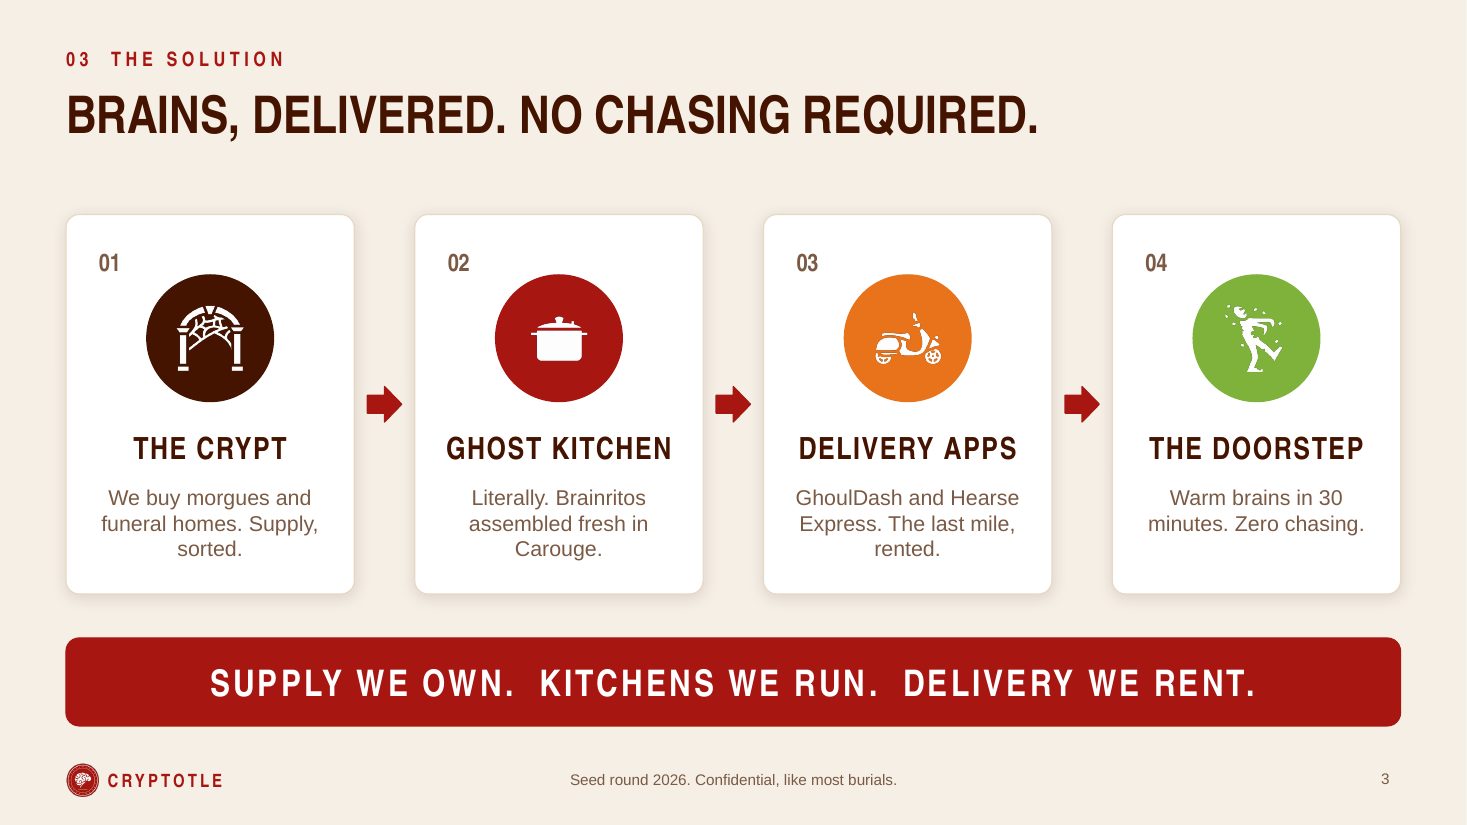 03 THE SOLUTION
BRAINS, DELIVERED. NO CHASING REQUIRED.
01
THE CRYPT
We buy morgues and
funeral homes. Supply,
sorted.
02
GHOST KITCHEN
Literally. Brainritos
assembled fresh in
Carouge.
03
DELIVERY APPS
GhoulDash and Hearse
Express. The last mile,
rented.
04
THE DOORSTEP
Warm brains in 30
minutes. Zero chasing.
SUPPLY WE OWN. KITCHENS WE RUN. DELIVERY WE RENT.
CRYPTOTLE
Seed round 2026. Confidential, like most burials.
3